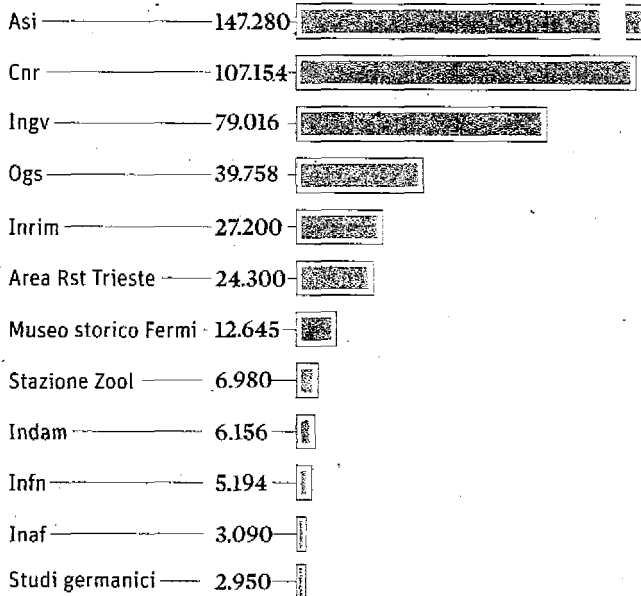 Asi 147.280
Cnr 107.154
Ingv 79.016
Ogs 39.758
Inrim 27.200
Area Rst Trieste 24.300
Museo storico Fermi 12.645
Stazione Zool 6.980
Indam 6.156
Infn 5.194
Inaf 3.090
Studi germanici 2.950